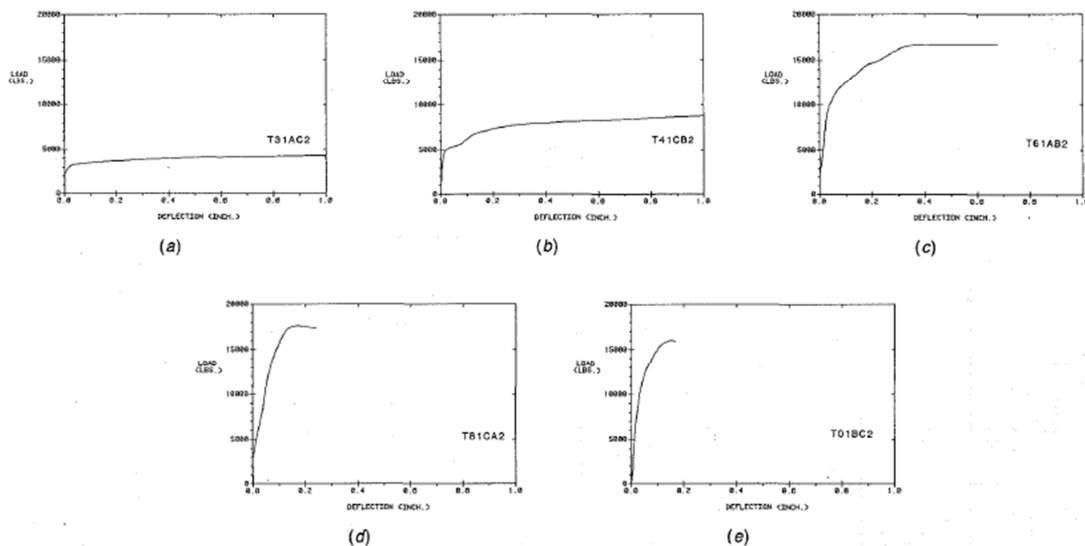 20000
15000
10000
5000
0
LOAD
(LBS.)
T31AC2
0.0 0.2 0.4 0.6 0.8 1.0
DEFLECTION (INCH.)
(a)
20000
15000
10000
5000
0
LOAD
(LBS.)
T41CB2
0.0 0.2 0.4 0.6 0.8 1.0
DEFLECTION (INCH.)
(b)
20000
15000
10000
5000
0
LOAD
(LBS.)
T61AB2
0.0 0.2 0.4 0.6 0.8 1.0
DEFLECTION (INCH.)
(c)
20000
15000
10000
5000
0
LOAD
(LBS.)
T81CA2
0.0 0.2 0.4 0.6 0.8 1.0
DEFLECTION (INCH.)
(d)
20000
15000
10000
5000
0
LOAD
(LBS.)
T01BC2
0.0 0.2 0.4 0.6 0.8 1.0
DEFLECTION (INCH.)
(e)